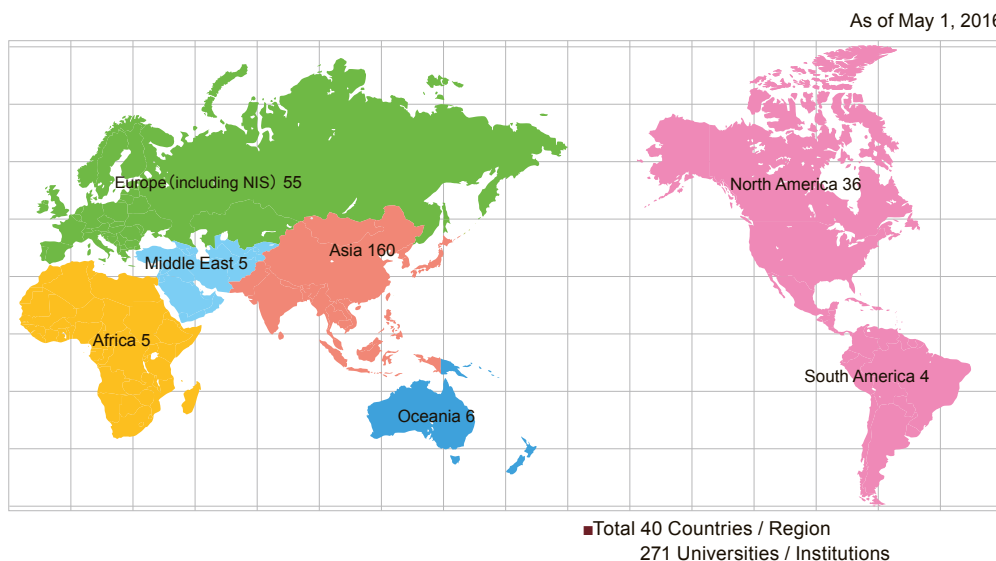 As of May 1, 2016
Europe（including NIS）55
North America 36
Asia 160
Middle East 5
Africa 5
South America 4
Oceania 6
■Total 40 Countries / Region
271 Universities / Institutions